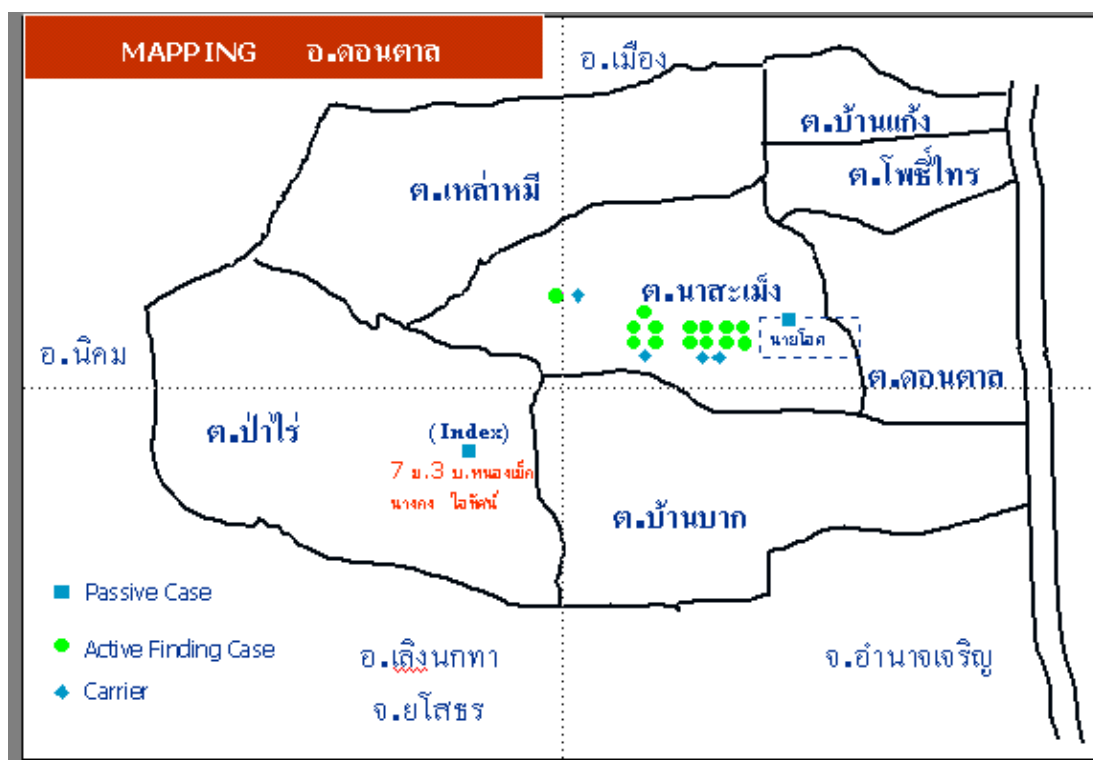 MAPPING อ.ดอนตาล
อ.เมือง
ต.บ้านแก้ง
ต.โพธิ์ไทร
ต.เหล่าหมี
ต.นาสะเม็ง
นายโอด
อ.นิคม
ต.ดอนตาล
ต.ป่าไร่
(Index)
7 ม.3 บ.หนองเม็ก
นางคง ไอทัศน์
ต.บ้านบาก
Passive Case
Active Finding Case
Carrier
อ.เลิงนกทา
จ.ยโสธร
จ.อำนาจเจริญ